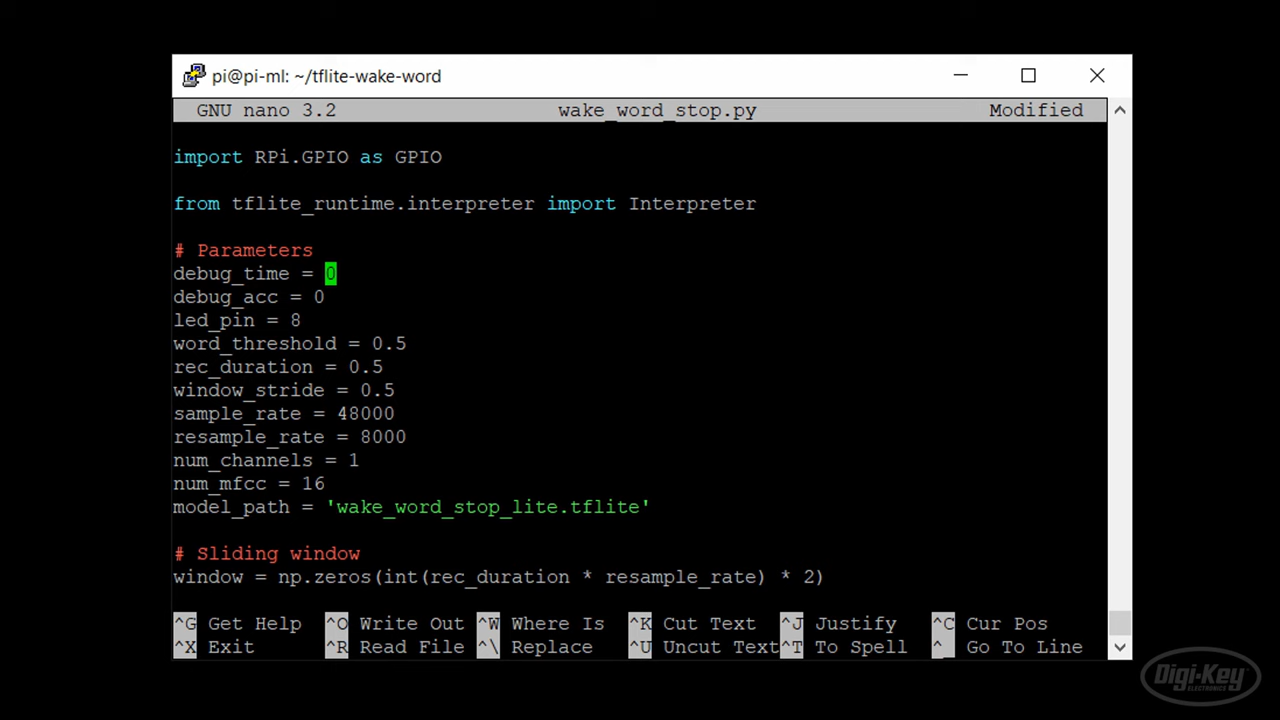 pi@pi-ml: ~/tflite-wake-word
GNU nano 3.2 wake_word_stop.py Modified
import RPi.GPIO as GPIO
from tflite_runtime.interpreter import Interpreter
# Parameters
debug_time = 0
debug_acc = 0
led_pin = 8
word_threshold = 0.5
rec_duration = 0.5
window_stride = 0.5
sample_rate = 48000
resample_rate = 8000
num_channels = 1
num_mfcc = 16
model_path = 'wake_word_stop_lite.tflite'
# Sliding window
window = np.zeros(int(rec_duration * resample_rate) * 2)
^G Get Help ^O Write Out ^W Where Is ^K Cut Text ^J Justify ^C Cur Pos
^X Exit ^R Read File ^\ Replace ^U Uncut Text ^T To Spell ^_ Go To Line
Digi-Key
ELECTRONICS